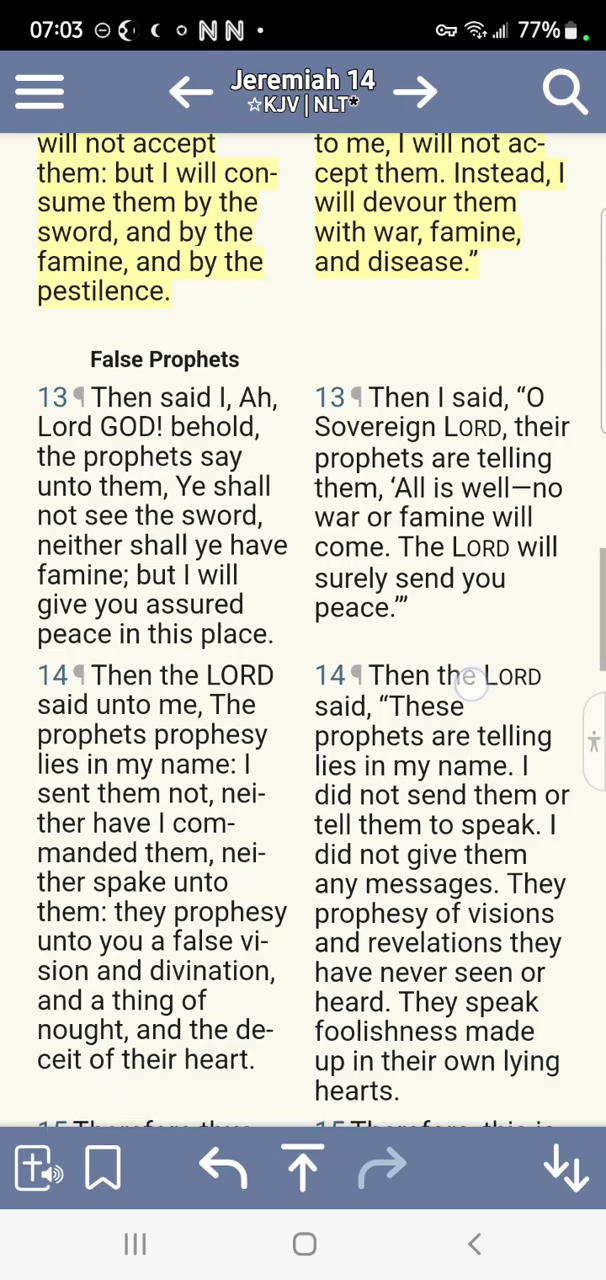 07:03
77%
Jeremiah 14
☆KJV | NLT*
will not accept
them: but I will con-
sume them by the
sword, and by the
famine, and by the
pestilence.
to me, I will not ac-
cept them. Instead, I
will devour them
with war, famine,
and disease.”
False Prophets
13 ¶ Then said I, Ah,
Lord GOD! behold,
the prophets say
unto them, Ye shall
not see the sword,
neither shall ye have
famine; but I will
give you assured
peace in this place.
13 ¶ Then I said, “O
Sovereign LORD, their
prophets are telling
them, ‘All is well—no
war or famine will
come. The LORD will
surely send you
peace.’”
14 ¶ Then the LORD
said unto me, The
prophets prophesy
lies in my name: I
sent them not, nei-
ther have I com-
manded them, nei-
ther spake unto
them: they prophesy
unto you a false vi-
sion and divination,
and a thing of
nought, and the de-
ceit of their heart.
14 ¶ Then the LORD
said, “These
prophets are telling
lies in my name. I
did not send them or
tell them to speak. I
did not give them
any messages. They
prophesy of visions
and revelations they
have never seen or
heard. They speak
foolishness made
up in their own lying
hearts.
15 Therefore thus
15 Therefore, this is